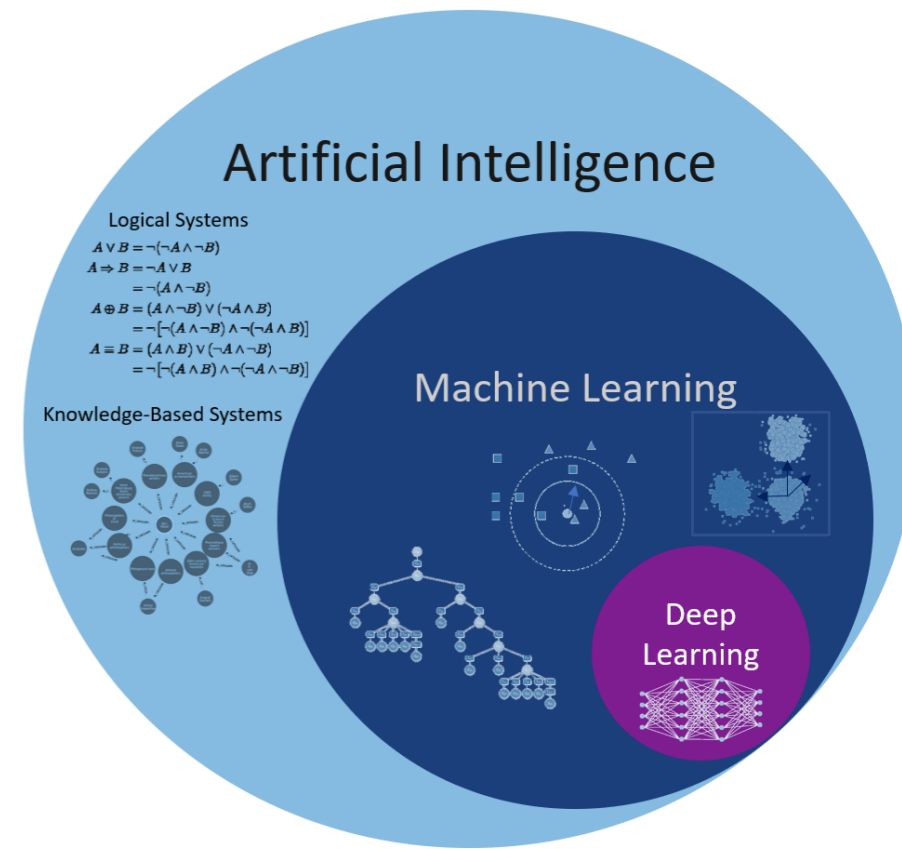 Artificial Intelligence
Logical Systems
A ∨ B = ¬(¬A ∧ ¬B)
A ⇒ B = ¬A ∨ B
= ¬(A ∧ ¬B)
A ⊕ B = (A ∧ ¬B) ∨ (¬A ∧ B)
= ¬[¬(A ∧ ¬B) ∧ ¬(¬A ∧ B)]
A ≡ B = (A ∧ B) ∨ (¬A ∧ ¬B)
= ¬[¬(A ∧ B) ∧ ¬(¬A ∧ ¬B)]
Knowledge-Based Systems
Machine Learning
Deep
Learning